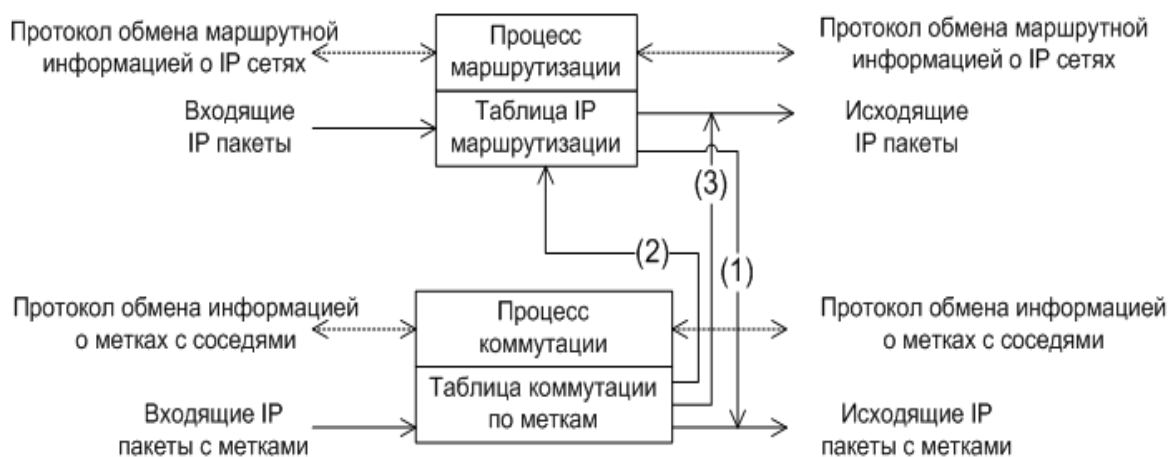 Протокол обмена маршрутной
информацией о IP сетях
Процесс
маршрутизации
Протокол обмена маршрутной
информацией о IP сетях
Входящие
IP пакеты
Таблица IP
маршрутизации
Исходящие
IP пакеты
(3)
(2)
(1)
Протокол обмена информацией
о метках с соседями
Процесс
коммутации
Протокол обмена информацией
о метках с соседями
Входящие IP
пакеты с метками
Таблица коммутации
по меткам
Исходящие IP
пакеты с метками